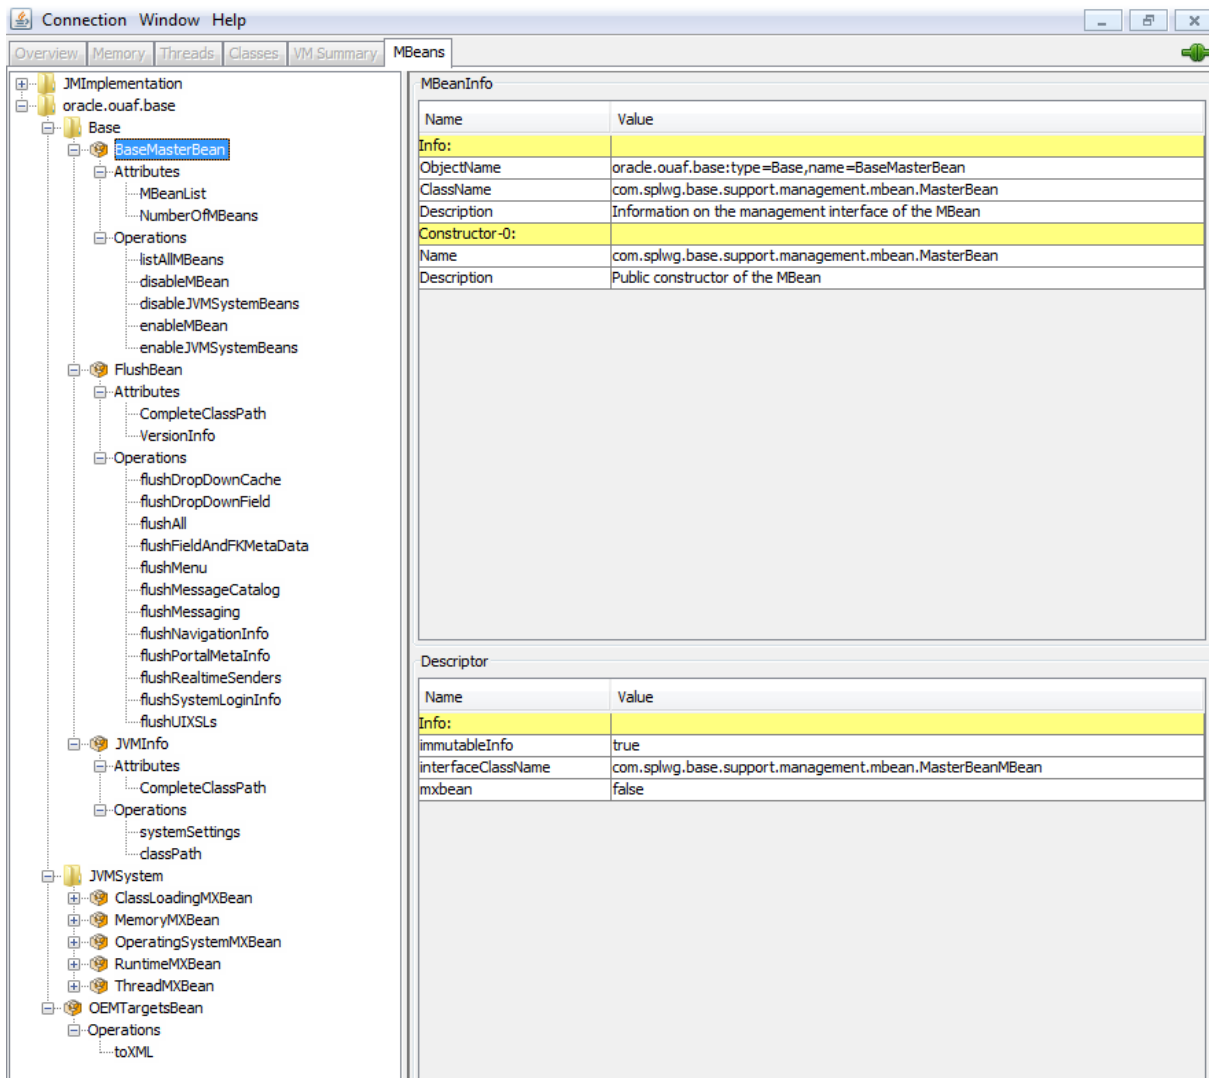 Connection Window Help
Overview Memory Threads Classes VM Summary MBeans
JMImplementation
oracle.ouaf.base
Base
BaseMasterBean
Attributes
MBeanList
NumberOfMBeans
Operations
listAllMBeans
disableMBean
disableJVMSystemBeans
enableMBean
enableJVMSystemBeans
FlushBean
Attributes
CompleteClassPath
VersionInfo
Operations
flushDropDownCache
flushDropDownField
flushAll
flushFieldAndFKMetaData
flushMenu
flushMessageCatalog
flushMessaging
flushNavigationInfo
flushPortalMetaInfo
flushRealtimeSenders
flushSystemLoginInfo
flushUIXSLs
JVMInfo
Attributes
CompleteClassPath
Operations
systemSettings
classPath
JVMSystem
ClassLoadingMXBean
MemoryMXBean
OperatingSystemMXBean
RuntimeMXBean
ThreadMXBean
OEMTargetsBean
Operations
toXML
MBeanInfo
Name Value
Info:
ObjectName oracle.ouaf.base:type=Base,name=BaseMasterBean
ClassName com.splwg.base.support.management.mbean.MasterBean
Description Information on the management interface of the MBean
Constructor-0:
Name com.splwg.base.support.management.mbean.MasterBean
Description Public constructor of the MBean
Descriptor
Name Value
Info:
immutableInfo true
interfaceClassName com.splwg.base.support.management.mbean.MasterBeanMBean
mxbean false